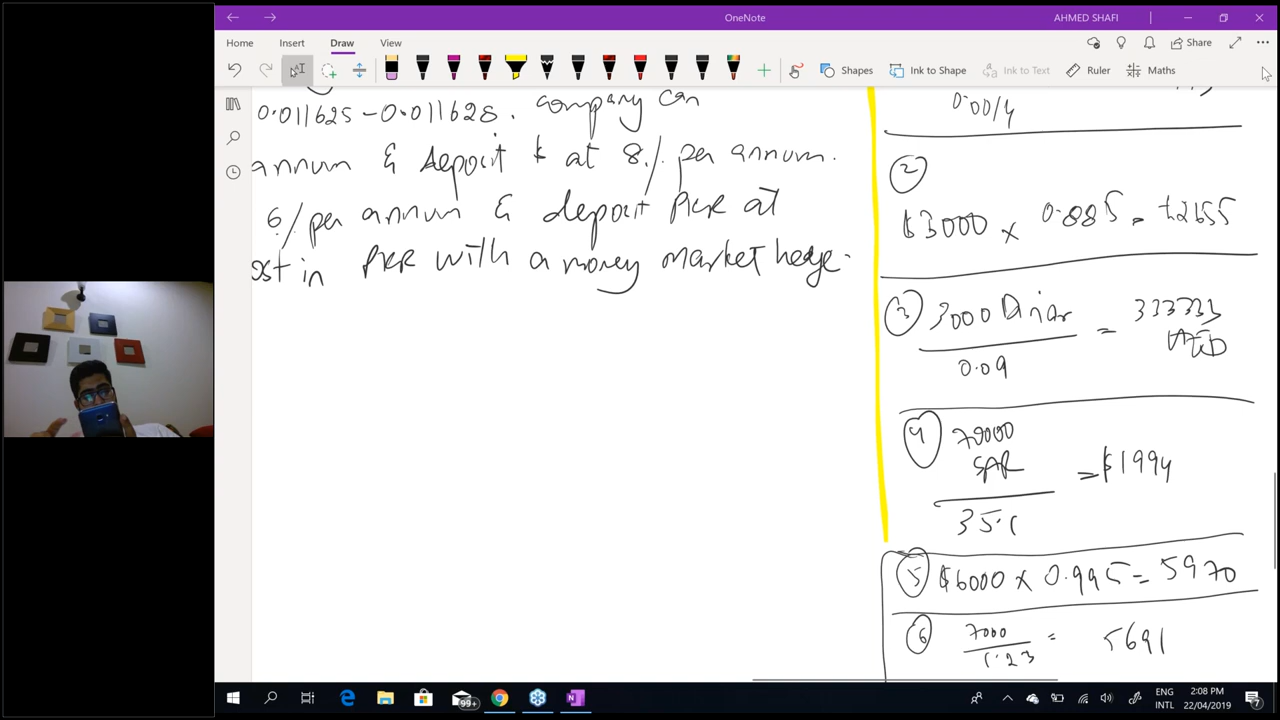 OneNote
AHMED SHAFI
Home Insert Draw View
Share
Shapes Ink to Shape Ink to Text Ruler Maths
0.011625 - 0.011628. company can
annum & deposit $ at 8% per annum.
6% per annum & deposit PKR at
ost in PKR with a money market hedge.
0.0014
②
$3000 x 0.885 = £2655
③ 3000 Dinar = 33333
0.09 AED
④ 70000
SAR = $1994
35.1
⑤ $6000 x 0.995 = 5970
⑥ 7000 = 5691
1.23
99+
ENG
INTL
2:08 PM
22/04/2019
7